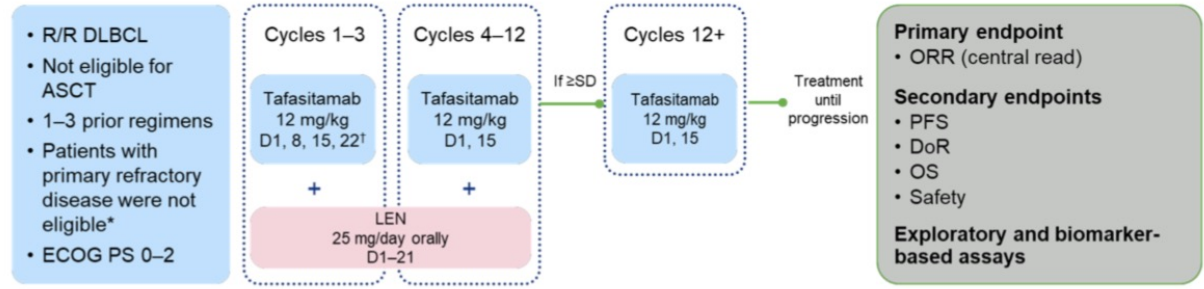 • R/R DLBCL
• Not eligible for
ASCT
• 1–3 prior regimens
• Patients with
primary refractory
disease were not
eligible*
• ECOG PS 0–2
Cycles 1–3
Tafasitamab
12 mg/kg
D1, 8, 15, 22†
+
Cycles 4–12
Tafasitamab
12 mg/kg
D1, 15
+
LEN
25 mg/day orally
D1–21
If ≥SD
Cycles 12+
Tafasitamab
12 mg/kg
D1, 15
Treatment
until
progression
Primary endpoint
• ORR (central read)
Secondary endpoints
• PFS
• DoR
• OS
• Safety
Exploratory and biomarker-
based assays